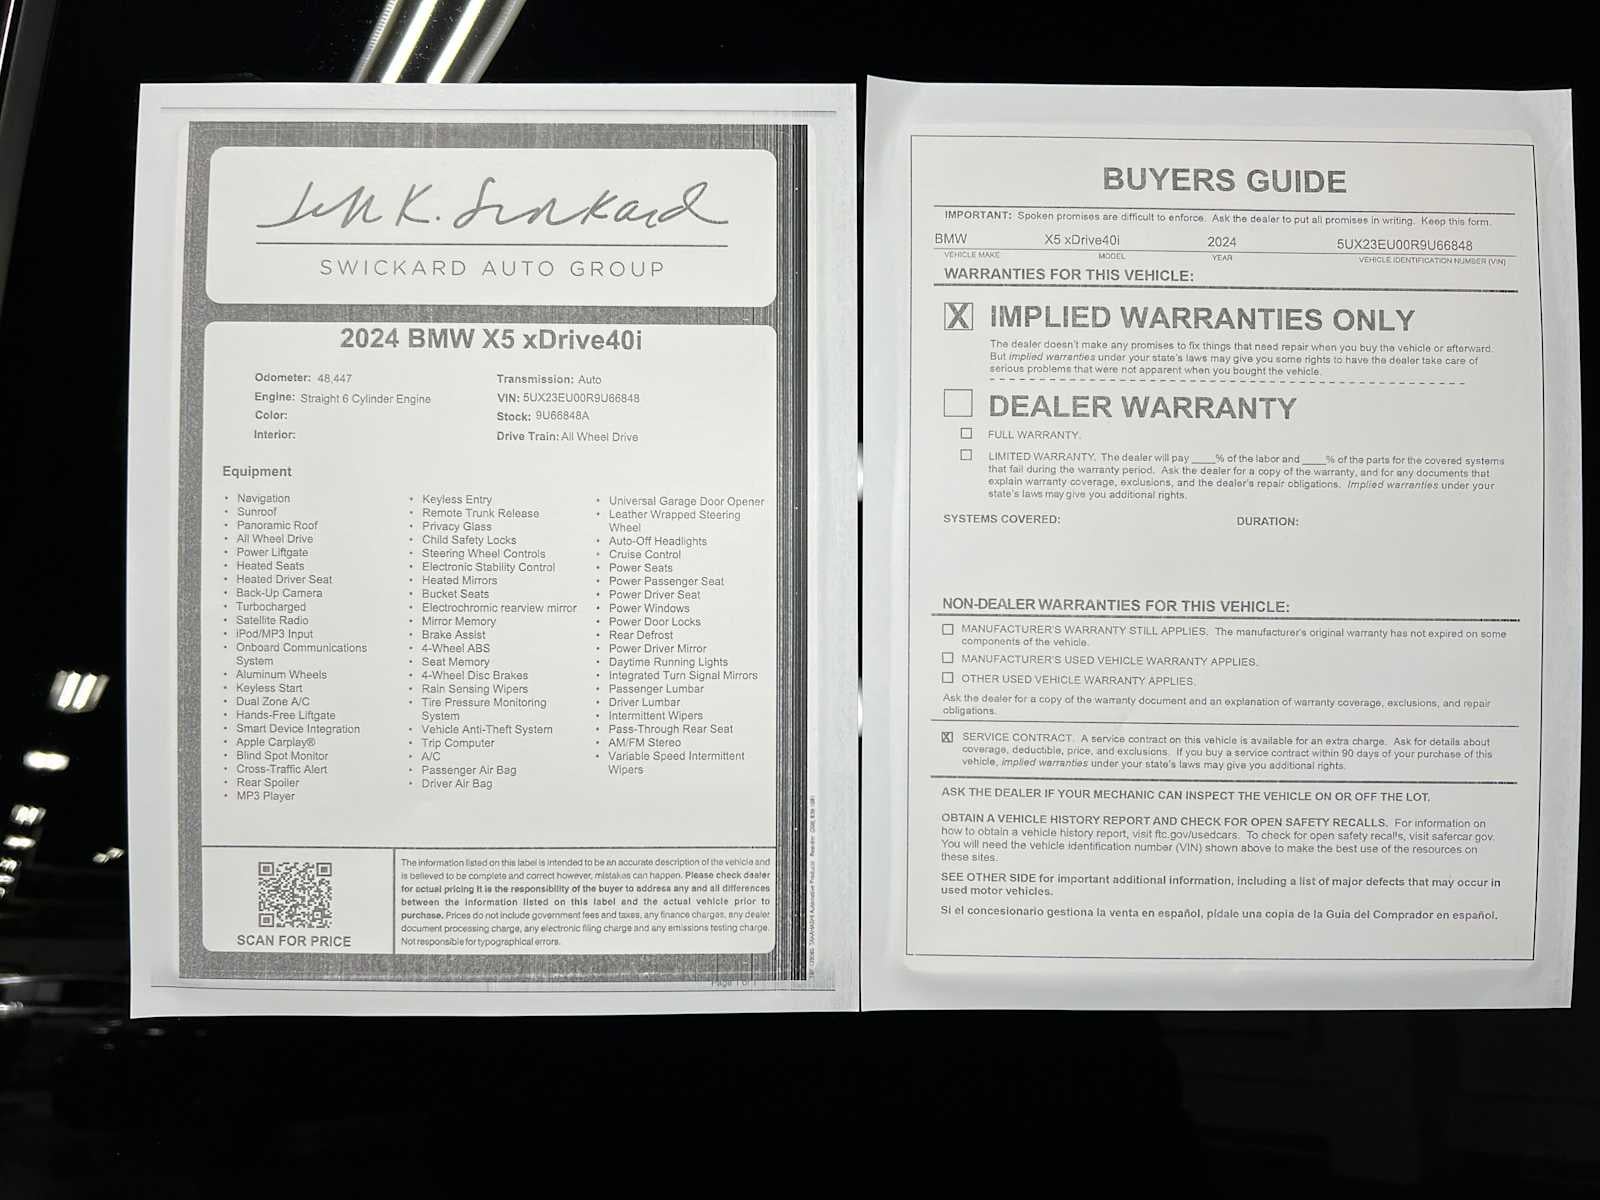 Jeff K. Swickard
SWICKARD AUTO GROUP
2024 BMW X5 xDrive40i
Odometer: 48,447
Engine: Straight 6 Cylinder Engine
Color:
Interior:
Transmission: Auto
VIN: 5UX23EU00R9U66848
Stock: 9U66848A
Drive Train: All Wheel Drive
Equipment
• Navigation
• Sunroof
• Panoramic Roof
• All Wheel Drive
• Power Liftgate
• Heated Seats
• Heated Driver Seat
• Back-Up Camera
• Turbocharged
• Satellite Radio
• iPod/MP3 Input
• Onboard Communications
System
• Aluminum Wheels
• Keyless Start
• Dual Zone A/C
• Hands-Free Liftgate
• Smart Device Integration
• Apple Carplay®
• Blind Spot Monitor
• Cross-Traffic Alert
• Rear Spoiler
• MP3 Player
• Keyless Entry
• Remote Trunk Release
• Privacy Glass
• Child Safety Locks
• Steering Wheel Controls
• Electronic Stability Control
• Heated Mirrors
• Bucket Seats
• Electrochromic rearview mirror
• Mirror Memory
• Brake Assist
• 4-Wheel ABS
• Seat Memory
• 4-Wheel Disc Brakes
• Rain Sensing Wipers
• Tire Pressure Monitoring
System
• Vehicle Anti-Theft System
• Trip Computer
• A/C
• Passenger Air Bag
• Driver Air Bag
• Universal Garage Door Opener
• Leather Wrapped Steering
Wheel
• Auto-Off Headlights
• Cruise Control
• Power Seats
• Power Passenger Seat
• Power Driver Seat
• Power Windows
• Power Door Locks
• Rear Defrost
• Power Driver Mirror
• Daytime Running Lights
• Integrated Turn Signal Mirrors
• Passenger Lumbar
• Driver Lumbar
• Intermittent Wipers
• Pass-Through Rear Seat
• AM/FM Stereo
• Variable Speed Intermittent
Wipers
SCAN FOR PRICE
The information listed on this label is intended to be an accurate description of the vehicle and
is believed to be complete and correct however, mistakes can happen. Please check dealer
for actual pricing It is the responsibility of the buyer to address any and all differences
between the information listed on this label and the actual vehicle prior to
purchase. Prices do not include government fees and taxes, any finance charges, any dealer
document processing charge, any electronic filing charge and any emissions testing charge.
Not responsible for typographical errors.
Page 1 of 1
BUYERS GUIDE
IMPORTANT: Spoken promises are difficult to enforce. Ask the dealer to put all promises in writing. Keep this form.
BMW X5 xDrive40i 2024 5UX23EU00R9U66848
VEHICLE MAKE MODEL YEAR VEHICLE IDENTIFICATION NUMBER (VIN)
WARRANTIES FOR THIS VEHICLE:
X IMPLIED WARRANTIES ONLY
The dealer doesn't make any promises to fix things that need repair when you buy the vehicle or afterward.
But implied warranties under your state's laws may give you some rights to have the dealer take care of
serious problems that were not apparent when you bought the vehicle.
DEALER WARRANTY
FULL WARRANTY.
LIMITED WARRANTY. The dealer will pay ____% of the labor and ____% of the parts for the covered systems
that fail during the warranty period. Ask the dealer for a copy of the warranty, and for any documents that
explain warranty coverage, exclusions, and the dealer's repair obligations. Implied warranties under your
state's laws may give you additional rights.
SYSTEMS COVERED: DURATION:
NON-DEALER WARRANTIES FOR THIS VEHICLE:
MANUFACTURER'S WARRANTY STILL APPLIES. The manufacturer's original warranty has not expired on some
components of the vehicle.
MANUFACTURER'S USED VEHICLE WARRANTY APPLIES.
OTHER USED VEHICLE WARRANTY APPLIES.
Ask the dealer for a copy of the warranty document and an explanation of warranty coverage, exclusions, and repair
obligations.
X SERVICE CONTRACT. A service contract on this vehicle is available for an extra charge. Ask for details about
coverage, deductible, price, and exclusions. If you buy a service contract within 90 days of your purchase of this
vehicle, implied warranties under your state's laws may give you additional rights.
ASK THE DEALER IF YOUR MECHANIC CAN INSPECT THE VEHICLE ON OR OFF THE LOT.
OBTAIN A VEHICLE HISTORY REPORT AND CHECK FOR OPEN SAFETY RECALLS. For information on
how to obtain a vehicle history report, visit ftc.gov/usedcars. To check for open safety recalls, visit safercar.gov.
You will need the vehicle identification number (VIN) shown above to make the best use of the resources on
these sites.
SEE OTHER SIDE for important additional information, including a list of major defects that may occur in
used motor vehicles.
Si el concesionario gestiona la venta en español, pídale una copia de la Guía del Comprador en español.